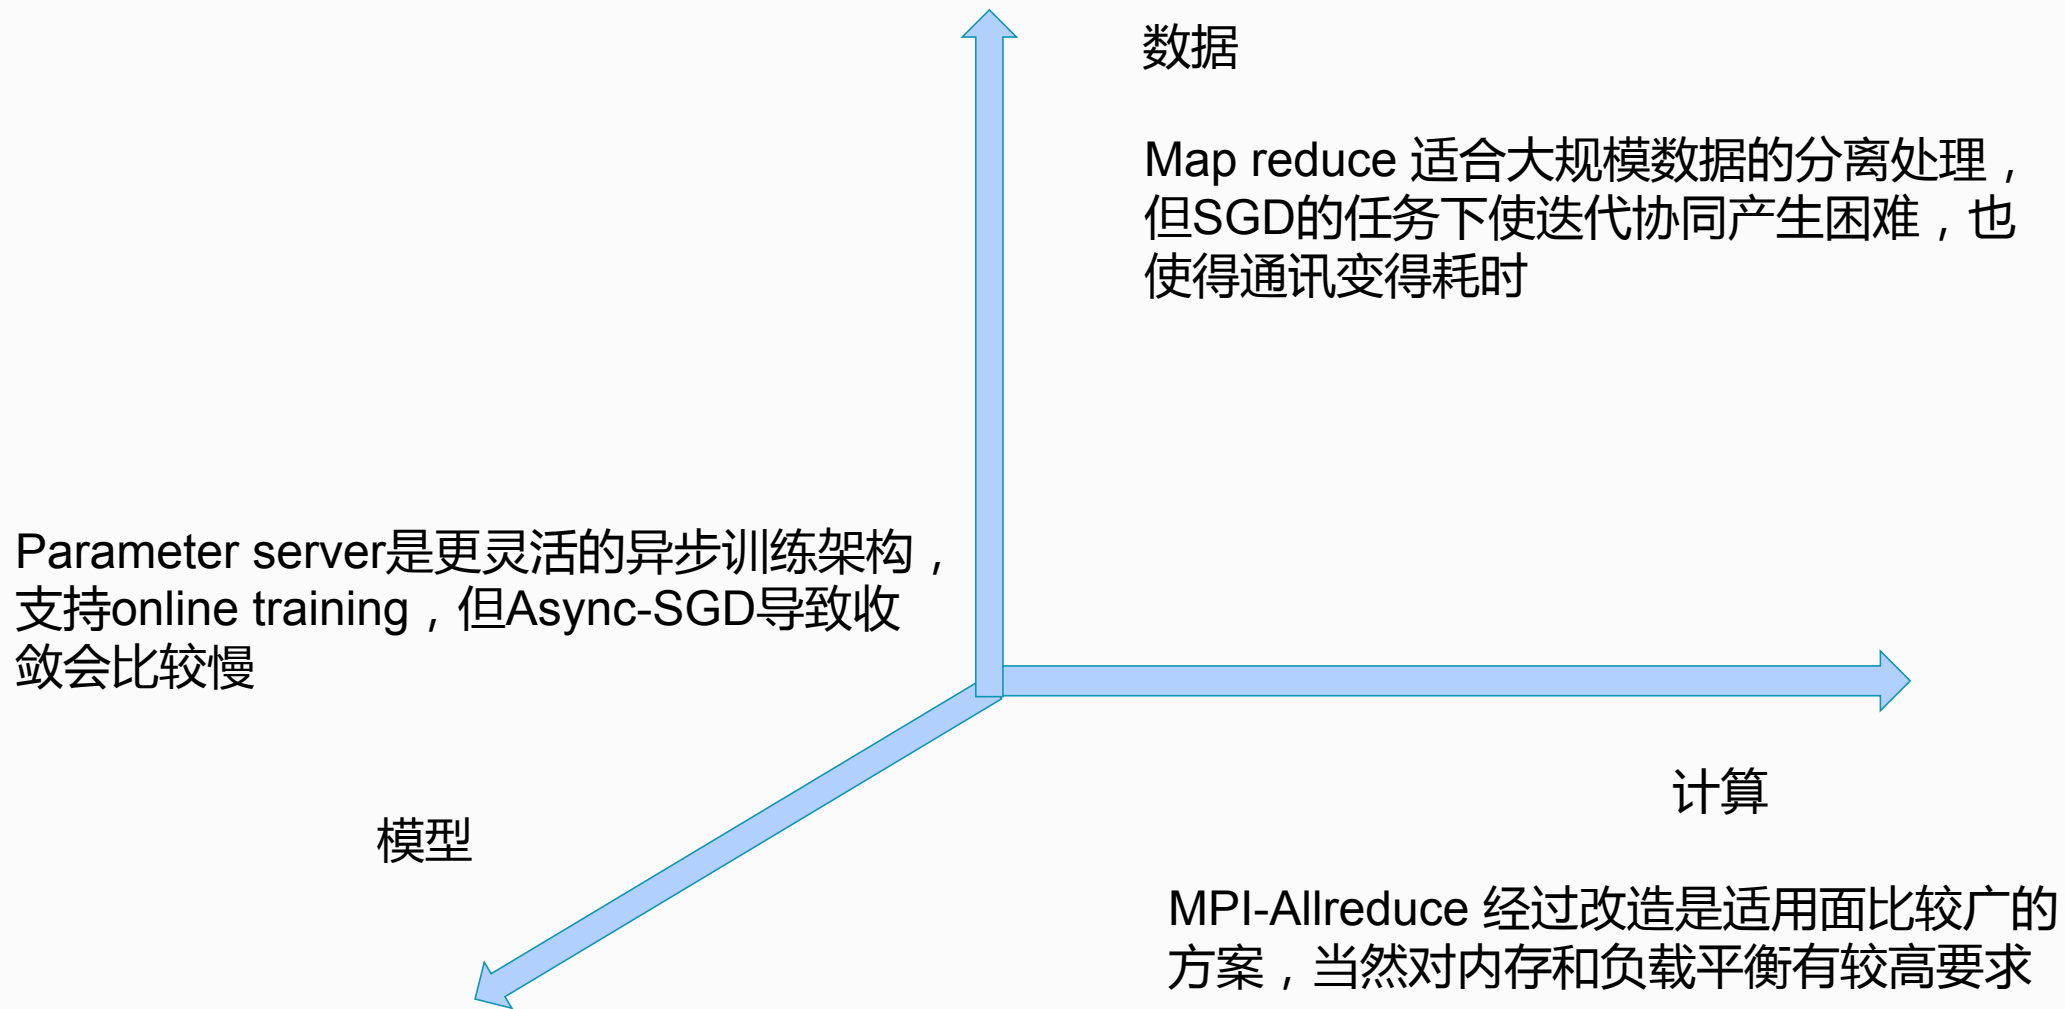 数据
Map reduce 适合大规模数据的分离处理，
但SGD的任务下使迭代协同产生困难，也
使得通讯变得耗时
Parameter server是更灵活的异步训练架构，
支持online training，但Async-SGD导致收
敛会比较慢
计算
模型
MPI-Allreduce 经过改造是适用面比较广的
方案，当然对内存和负载平衡有较高要求